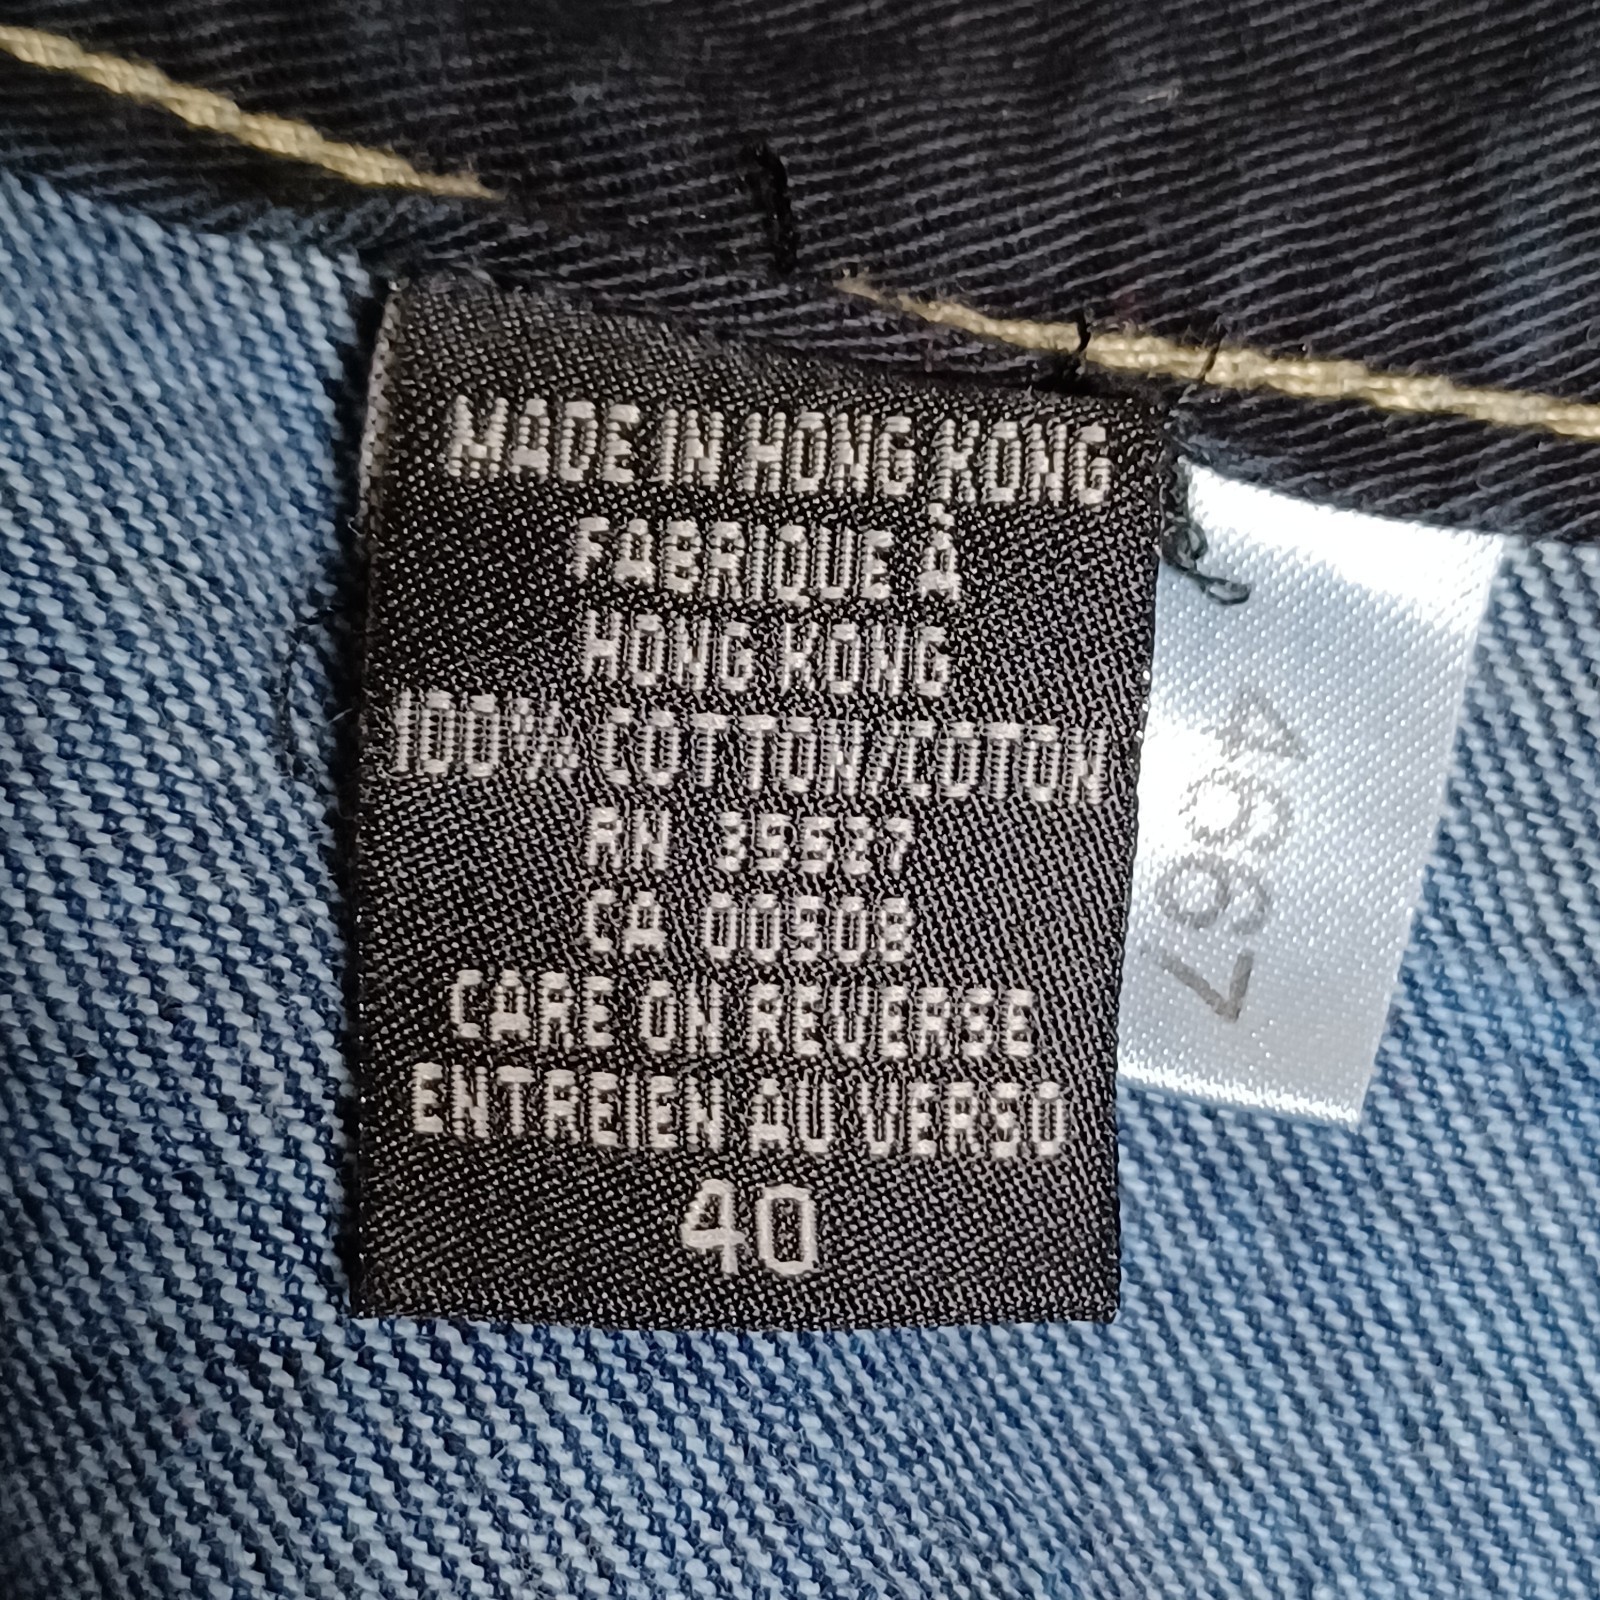 MADE IN HONG KONG
FABRIQUE À
HONG KONG
100% COTTON/COTON
RN 35527
CA 00508
CARE ON REVERSE
ENTREIEN AU VERSO
40
4667